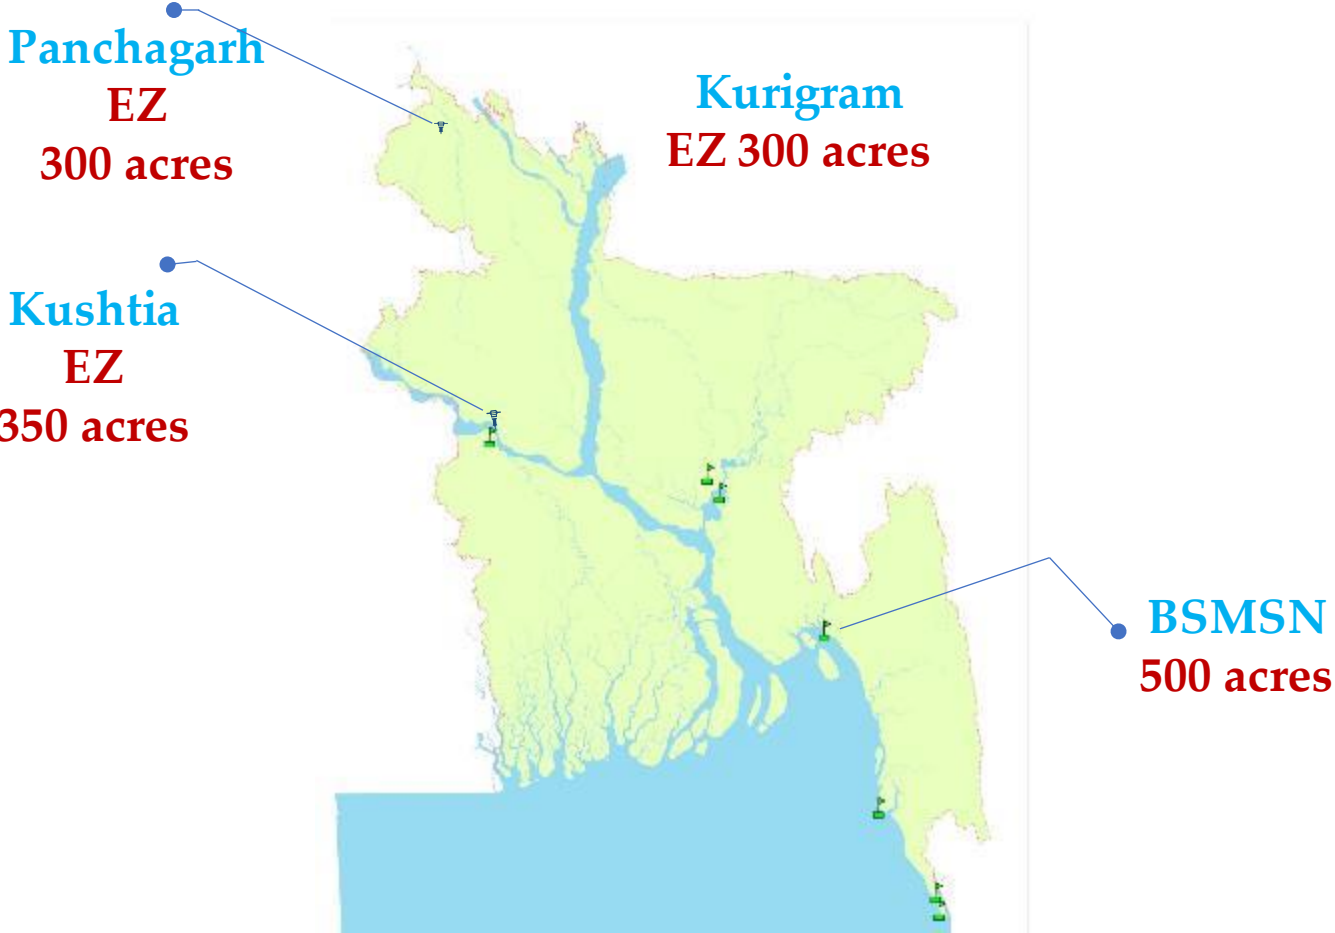 Panchagarh
EZ
300 acres
Kurigram
EZ 300 acres
Kushtia
EZ
350 acres
BSMSN
500 acres